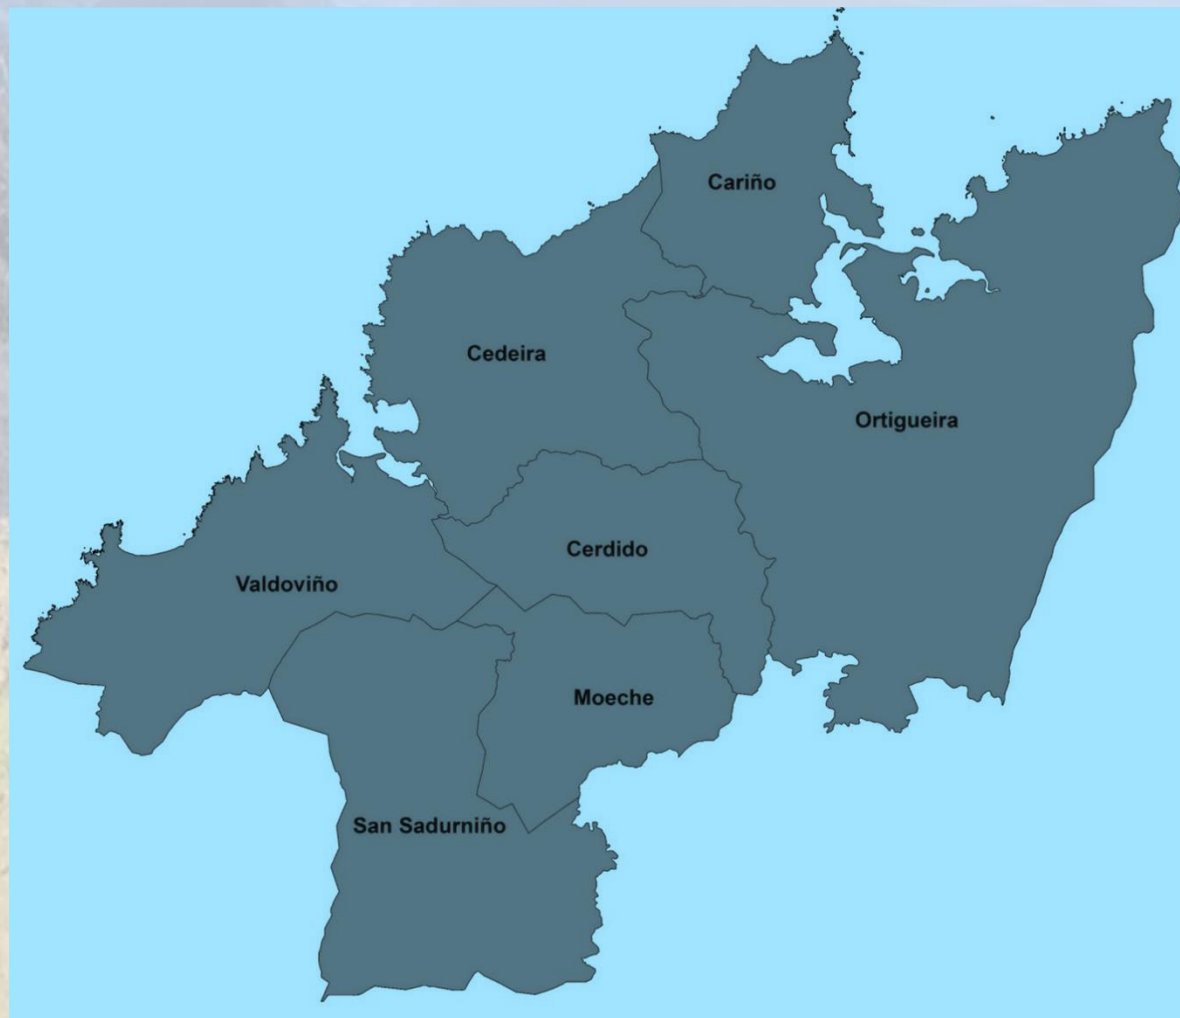 Cariño
Cedeira
Ortigueira
Cerdido
Valdoviño
Moeche
San Sadurniño